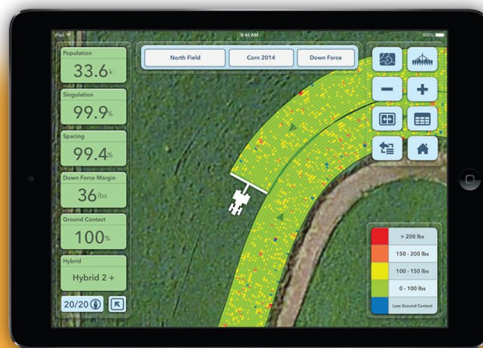 iPad
9:41 AM
100%
North Field
Corn 2014
Down Force
Population
33.6k
Singulation
99.9%
Spacing
99.4%
Down Force Margin
36 lbs
Ground Contact
100%
Hybrid
Hybrid 2 +
20/20
> 200 lbs
150 - 200 lbs
100 - 150 lbs
0 - 100 lbs
Low Ground Contact